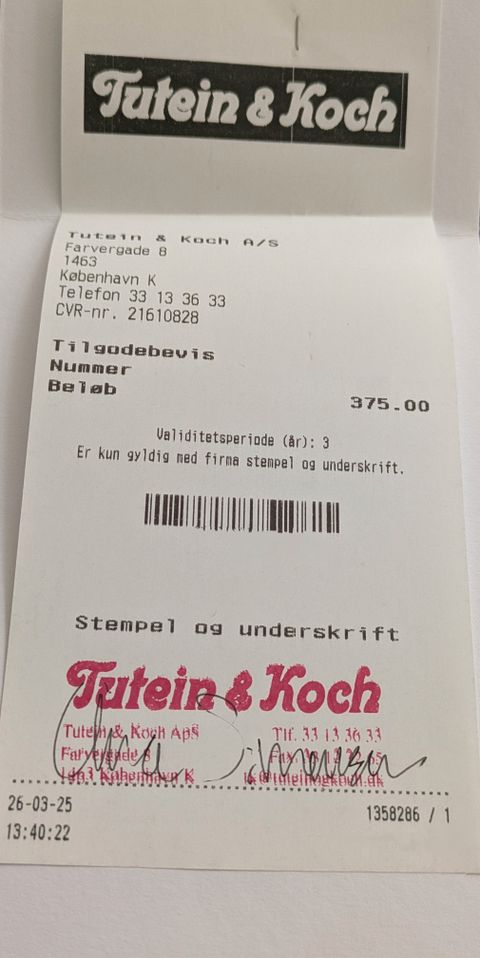 Tutein & Koch
Tutein & Koch A/S
Farvergade 8
1463
København K
Telefon 33 13 36 33
CVR-nr. 21610828
Tilgodebevis
Nummer
Beløb 375.00
Validitetsperiode (år): 3
Er kun gyldig med firma stempel og underskrift.
Stempel og underskrift
Tutein & Koch
Tutein & Koch ApS Tlf. 33 13 36 33
Farvergade 8 Fax.
København K
26-03-25 1358286 / 1
13:40:22